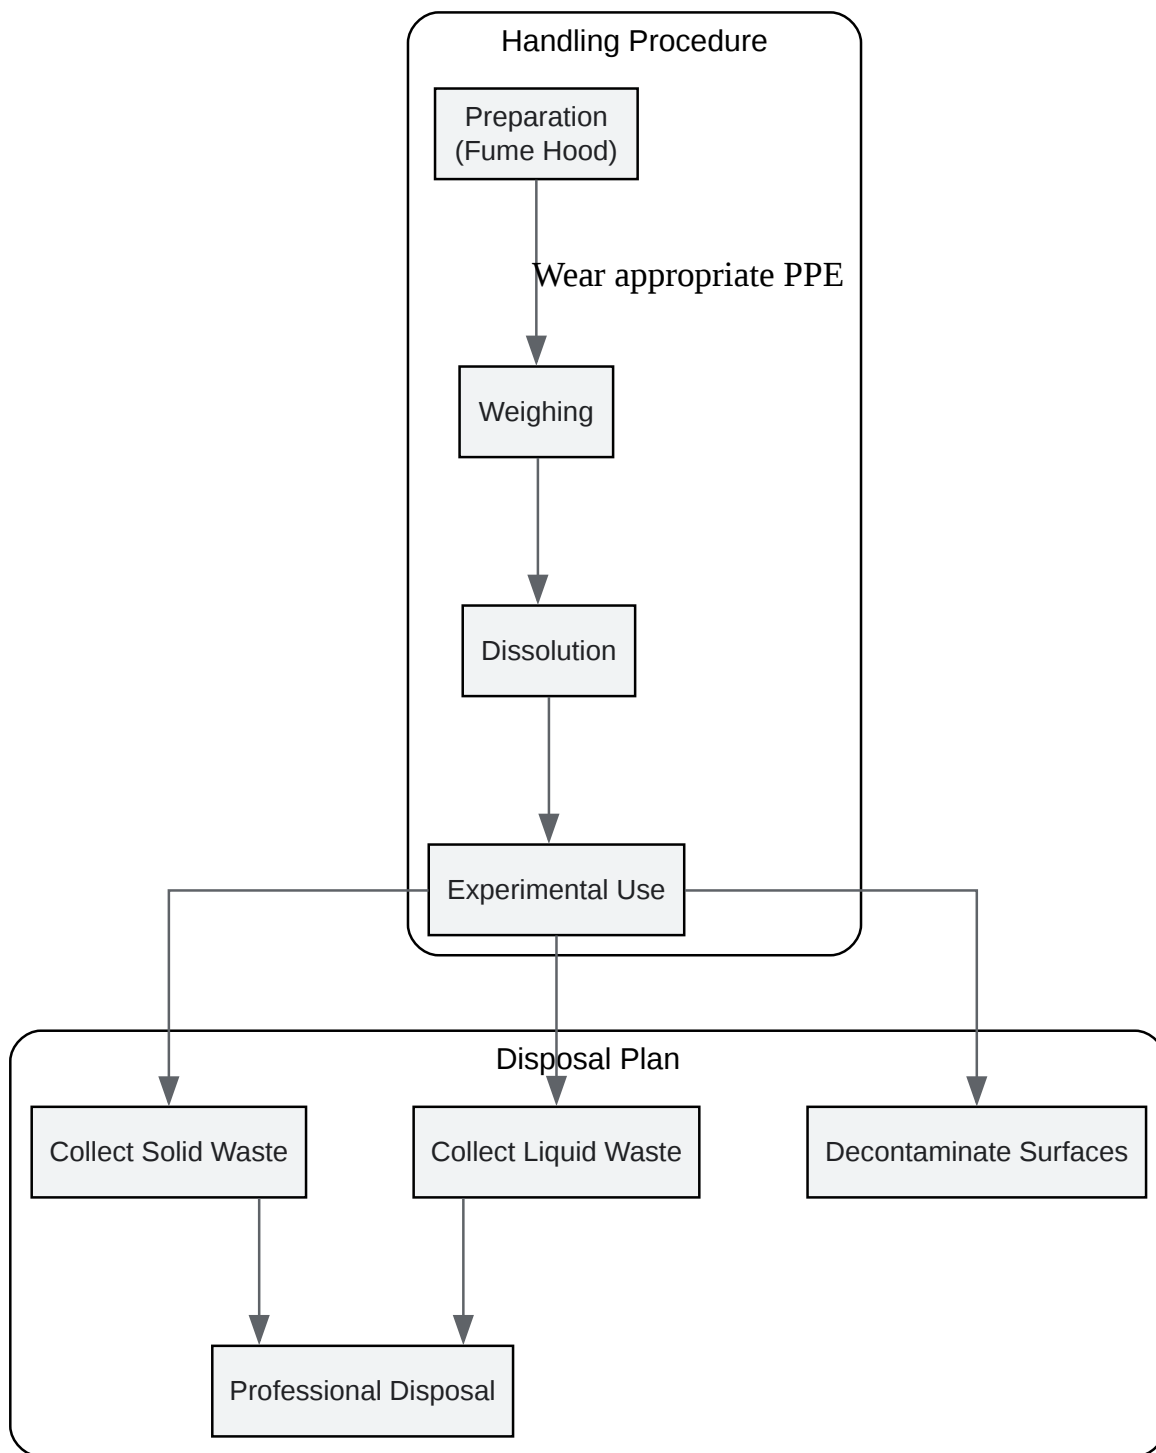 Handling Procedure
Preparation
(Fume Hood)
Wear appropriate PPE
Weighing
Dissolution
Experimental Use
Disposal Plan
Collect Solid Waste
Collect Liquid Waste
Decontaminate Surfaces
Professional Disposal